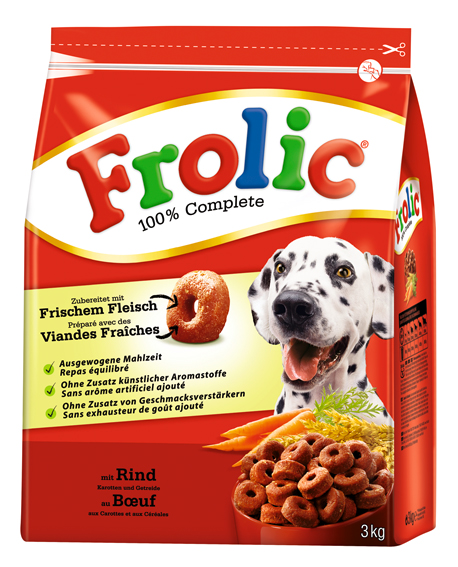 Frolic®
100% Complete
Zubereitet mit
Frischem Fleisch
Préparé avec des
Viandes Fraîches
Ausgewogene Mahlzeit
Repas équilibré
Ohne Zusatz künstlicher Aromastoffe
Sans arôme artificiel ajouté
Ohne Zusatz von Geschmacksverstärkern
Sans exhausteur de goût ajouté
mit Rind
Karotten und Getreide
au Bœuf
aux Carottes et aux Céréales
3kg
Frolic